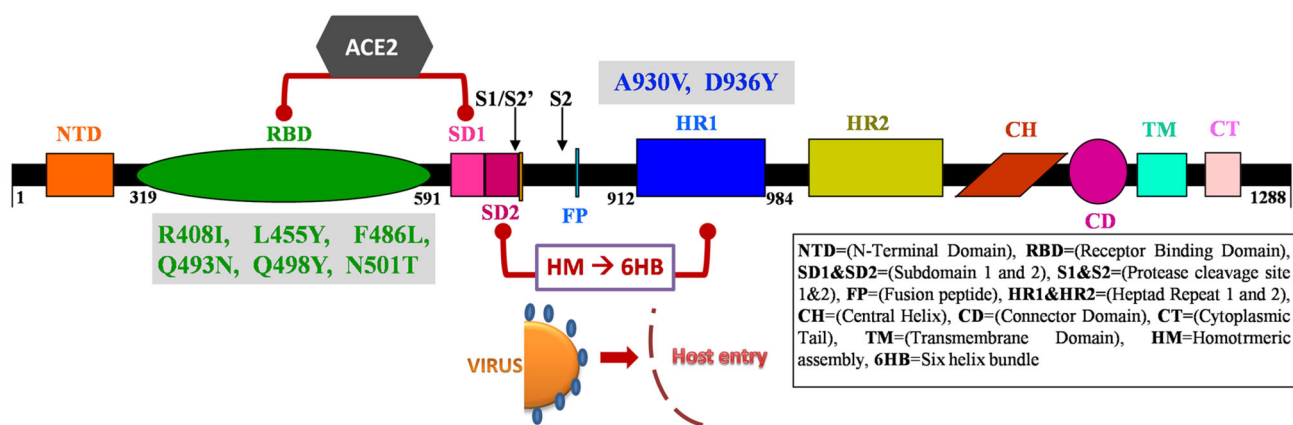 ACE2
A930V, D936Y
S1/S2’ S2
NTD RBD SD1 HR1 HR2 CH TM CT
1 319 591 912 984 1288
SD2 FP CD
R408I, L455Y, F486L,
Q493N, Q498Y, N501T
HM → 6HB
VIRUS Host entry
NTD=(N-Terminal Domain), RBD=(Receptor Binding Domain),
SD1&SD2=(Subdomain 1 and 2), S1&S2=(Protease cleavage site
1&2), FP=(Fusion peptide), HR1&HR2=(Heptad Repeat 1 and 2),
CH=(Central Helix), CD=(Connector Domain), CT=(Cytoplasmic
Tail), TM=(Transmembrane Domain), HM=Homotrmeric
assembly, 6HB=Six helix bundle